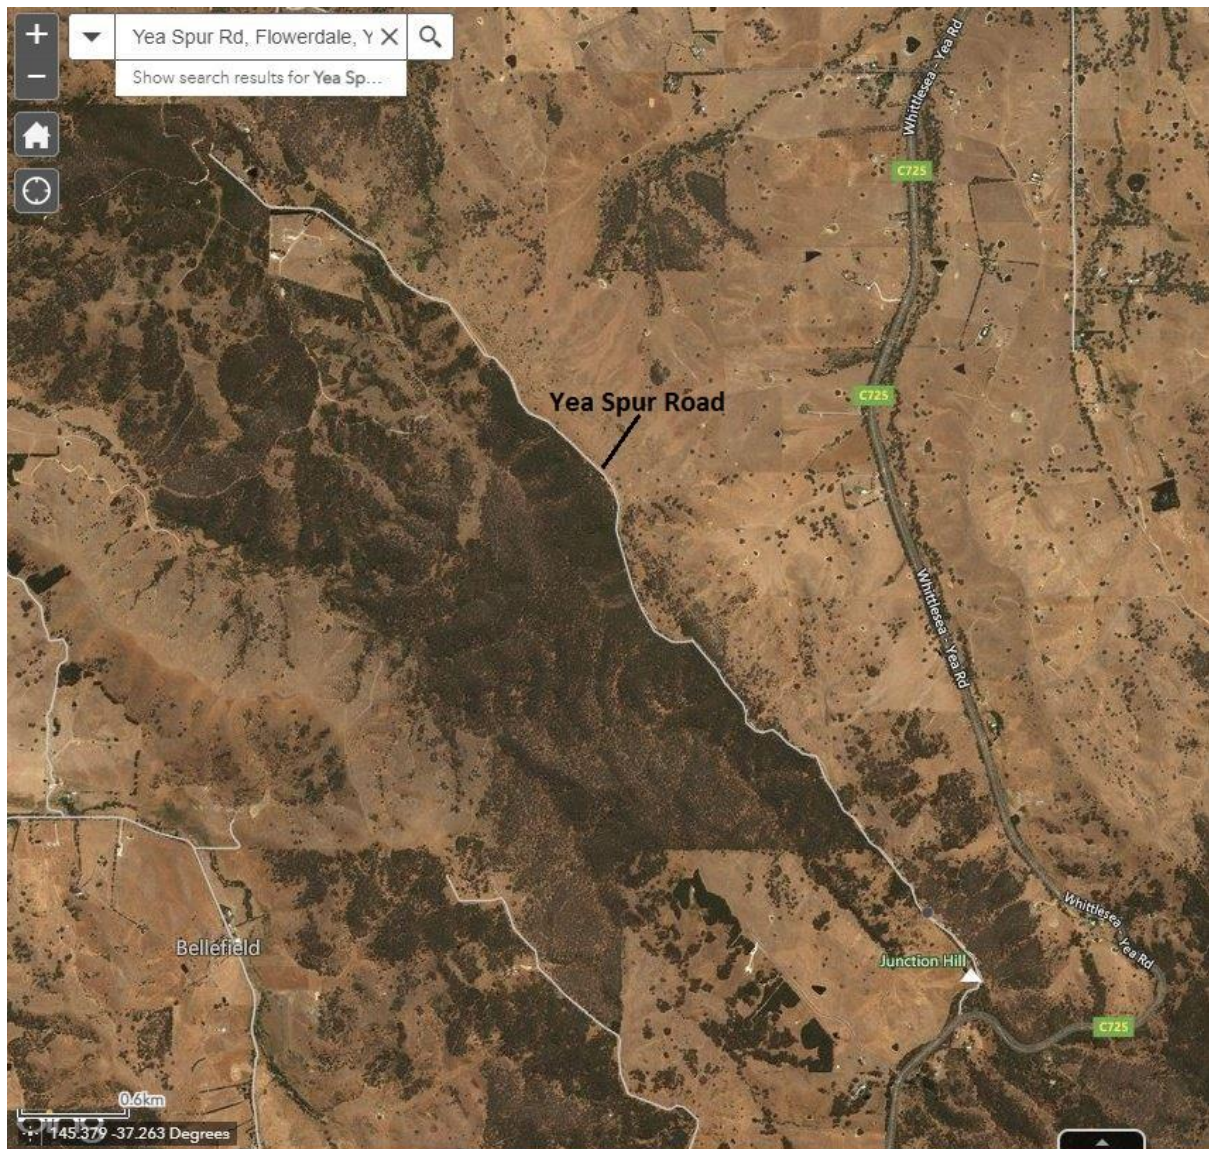 +
Yea Spur Rd, Flowerdale, Y
−
Show search results for Yea Sp...
Whittlesea - Yea Rd
C725
C725
Yea Spur Road
Whittlesea - Yea Rd
Whittlesea - Yea Rd
Bellefield
Junction Hill
C725
0.6km
bing
145.379 -37.263 Degrees